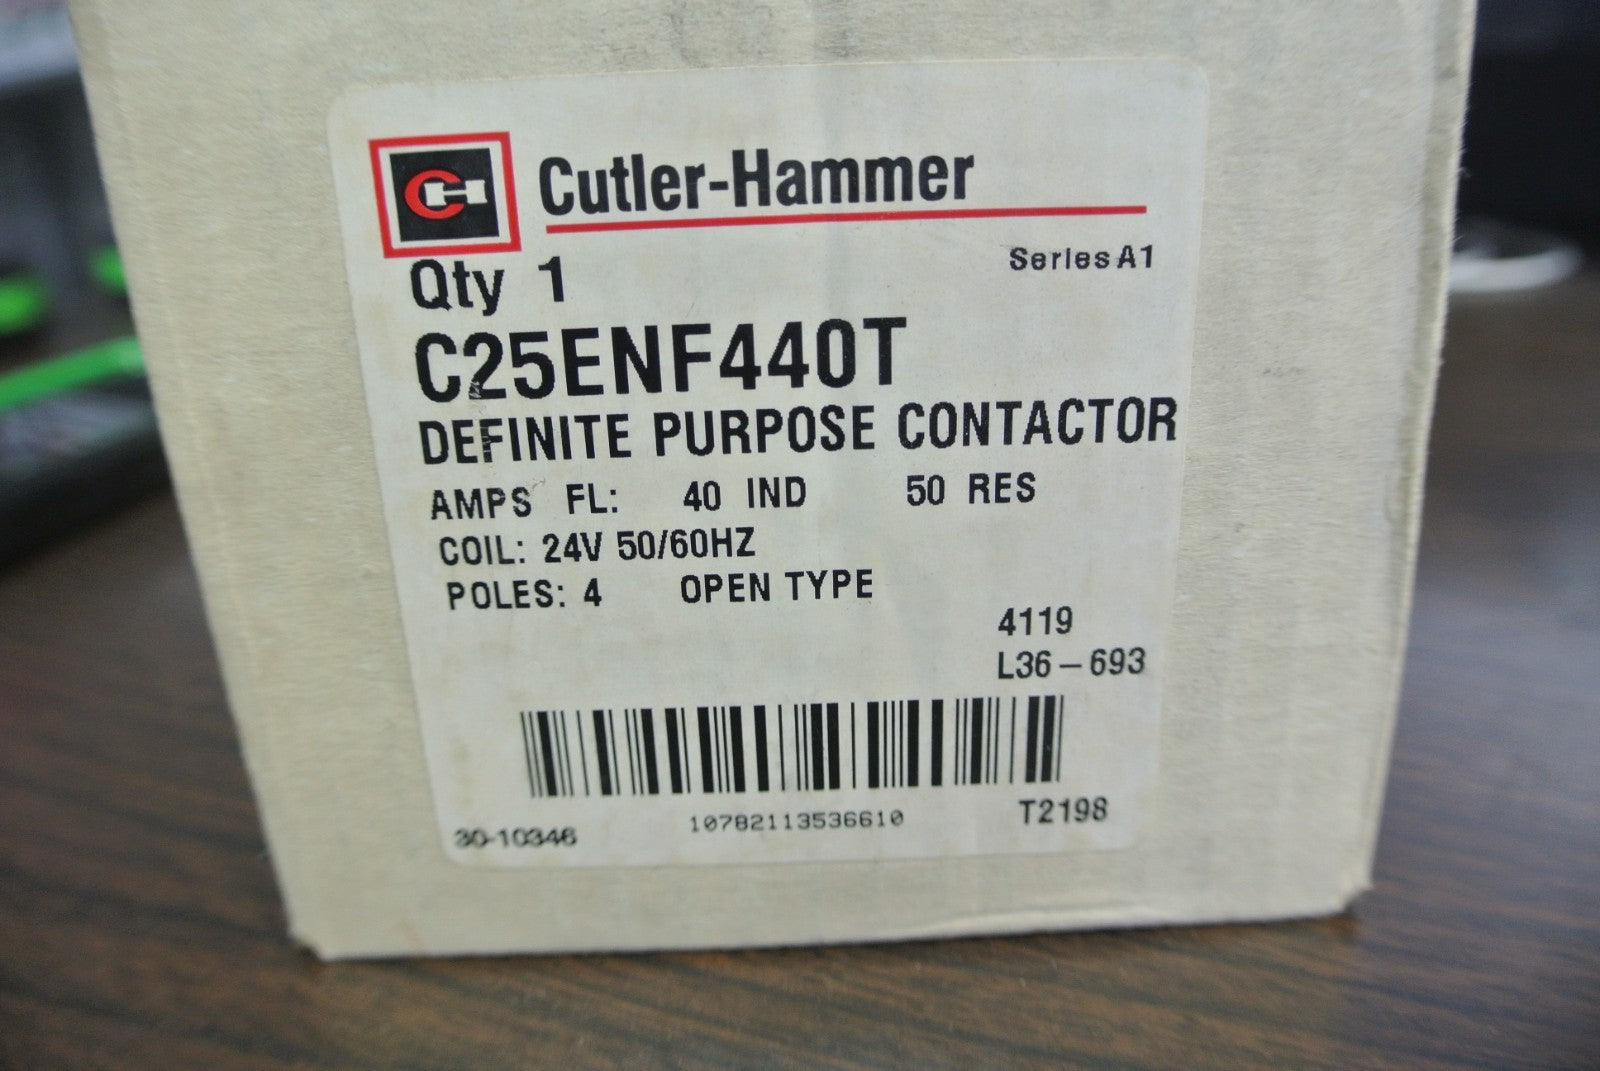 CH Cutler-Hammer
Series A1
Qty 1
C25ENF440T
DEFINITE PURPOSE CONTACTOR
AMPS FL: 40 IND 50 RES
COIL: 24V 50/60HZ
POLES: 4 OPEN TYPE
4119
L36-693
10782113536610
T2198
30-10346